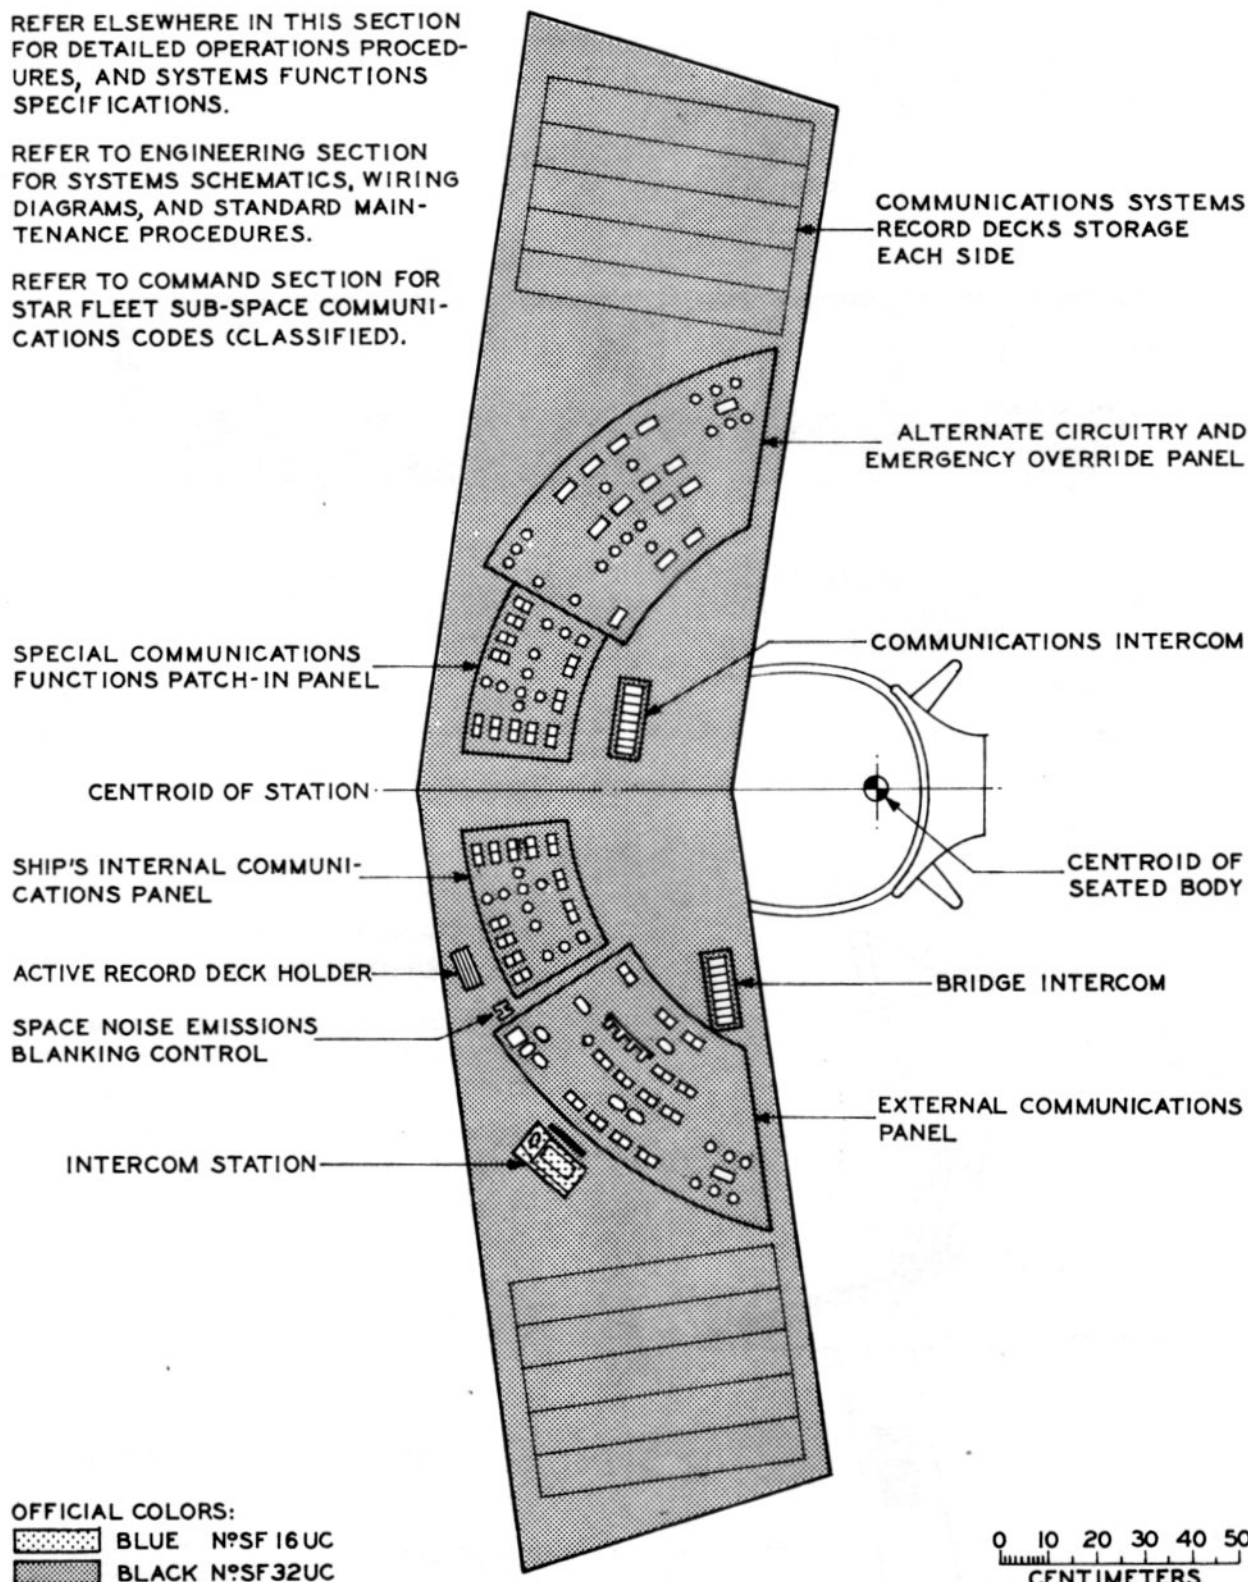 REFER ELSEWHERE IN THIS SECTION
FOR DETAILED OPERATIONS PROCED-
URES, AND SYSTEMS FUNCTIONS
SPECIFICATIONS.
REFER TO ENGINEERING SECTION
FOR SYSTEMS SCHEMATICS, WIRING
DIAGRAMS, AND STANDARD MAIN-
TENANCE PROCEDURES.
REFER TO COMMAND SECTION FOR
STAR FLEET SUB-SPACE COMMUNI-
CATIONS CODES (CLASSIFIED).
COMMUNICATIONS SYSTEMS
RECORD DECKS STORAGE
EACH SIDE
ALTERNATE CIRCUITRY AND
EMERGENCY OVERRIDE PANEL
SPECIAL COMMUNICATIONS
FUNCTIONS PATCH-IN PANEL
COMMUNICATIONS INTERCOM
CENTROID OF STATION
SHIP'S INTERNAL COMMUNI-
CATIONS PANEL
CENTROID OF
SEATED BODY
ACTIVE RECORD DECK HOLDER
BRIDGE INTERCOM
SPACE NOISE EMISSIONS
BLANKING CONTROL
EXTERNAL COMMUNICATIONS
PANEL
INTERCOM STATION
OFFICIAL COLORS:
BLUE Nº SF 16 UC
BLACK Nº SF 32 UC
0 10 20 30 40 50
CENTIMETERS